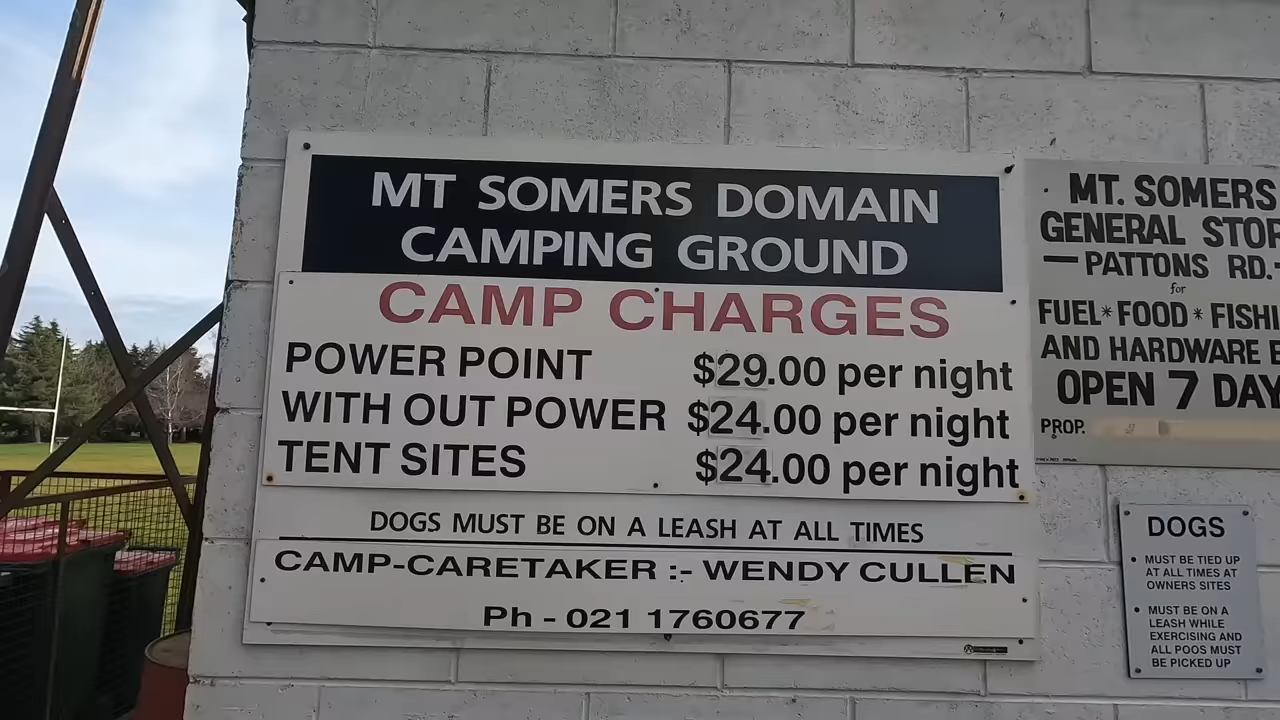 MT SOMERS DOMAIN
CAMPING GROUND
CAMP CHARGES
POWER POINT $29.00 per night
WITH OUT POWER $24.00 per night
TENT SITES $24.00 per night
DOGS MUST BE ON A LEASH AT ALL TIMES
CAMP-CARETAKER :- WENDY CULLEN
Ph - 021 1760677
MT. SOMERS
GENERAL STOR
— PATTONS RD. -
for
FUEL * FOOD * FISHI
AND HARDWARE E
OPEN 7 DAY
PROP.
DOGS
• MUST BE TIED UP
AT ALL TIMES AT
OWNERS SITES
• MUST BE ON A
LEASH WHILE
EXERCISING AND
ALL POOS MUST
BE PICKED UP